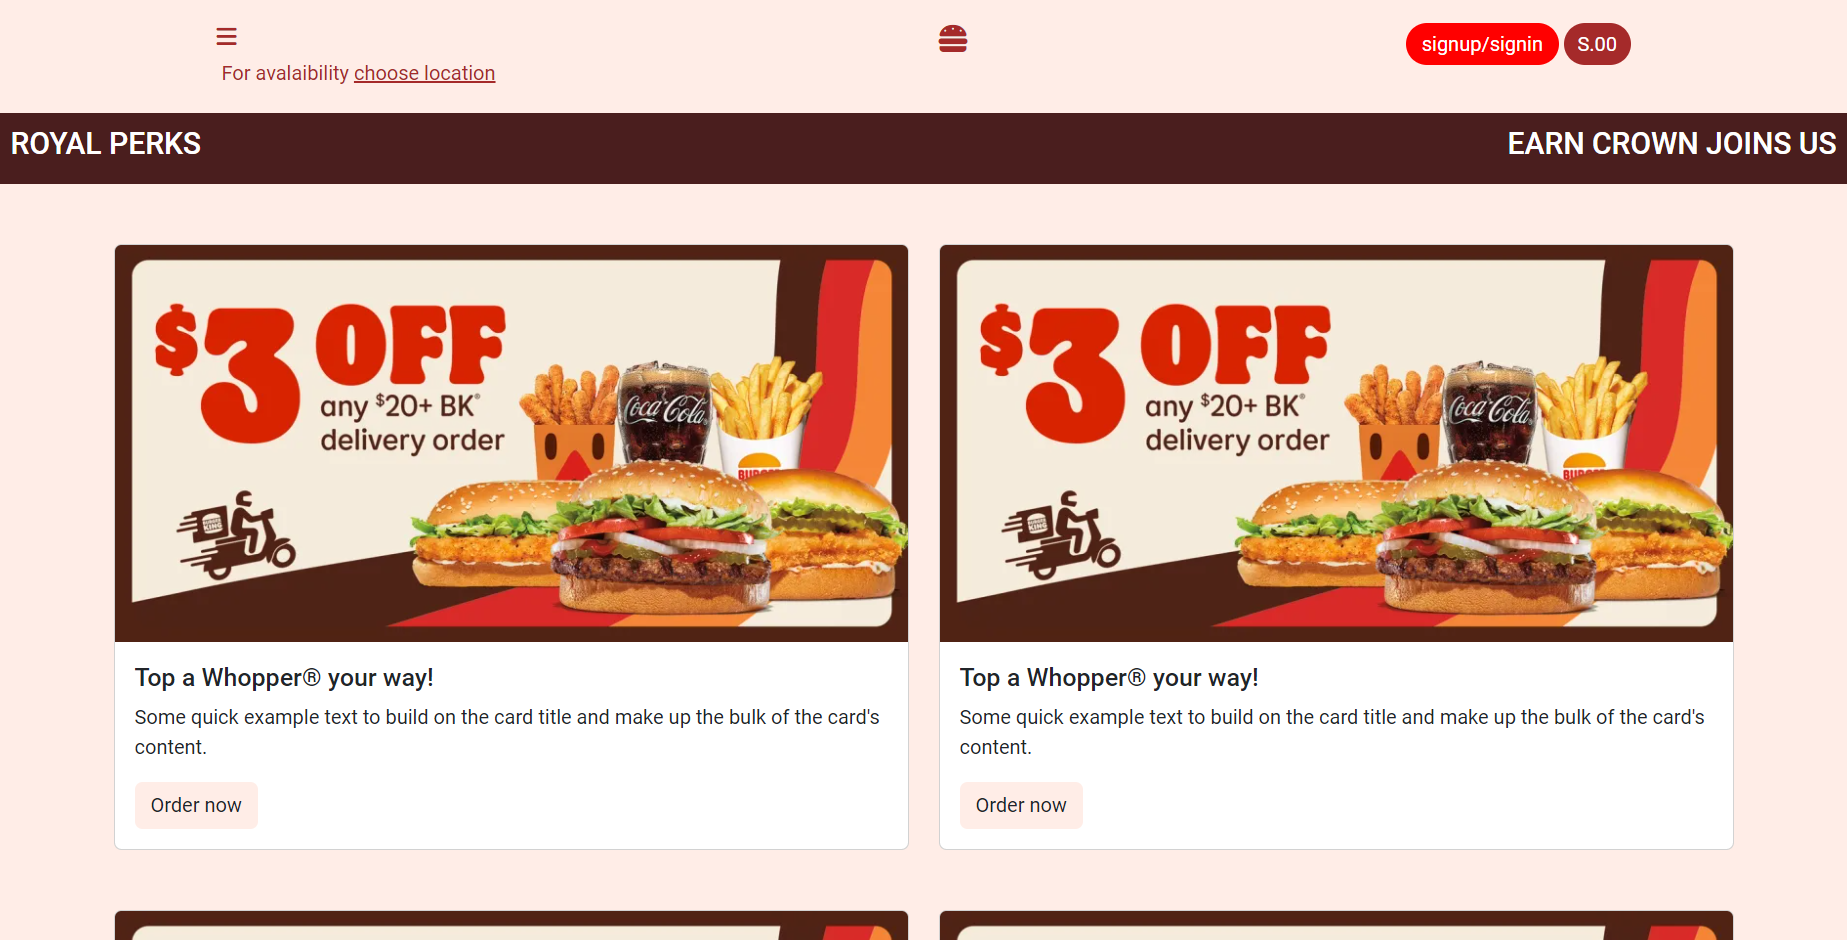 signup/signin S.00
For avalaibility choose location
ROYAL PERKS EARN CROWN JOINS US
$3 OFF
any $20+ BK®
delivery order
Coca-Cola
BURGER KING
Top a Whopper® your way!
Some quick example text to build on the card title and make up the bulk of the card's
content.
Order now
$3 OFF
any $20+ BK®
delivery order
Coca-Cola
BURGER KING
Top a Whopper® your way!
Some quick example text to build on the card title and make up the bulk of the card's
content.
Order now